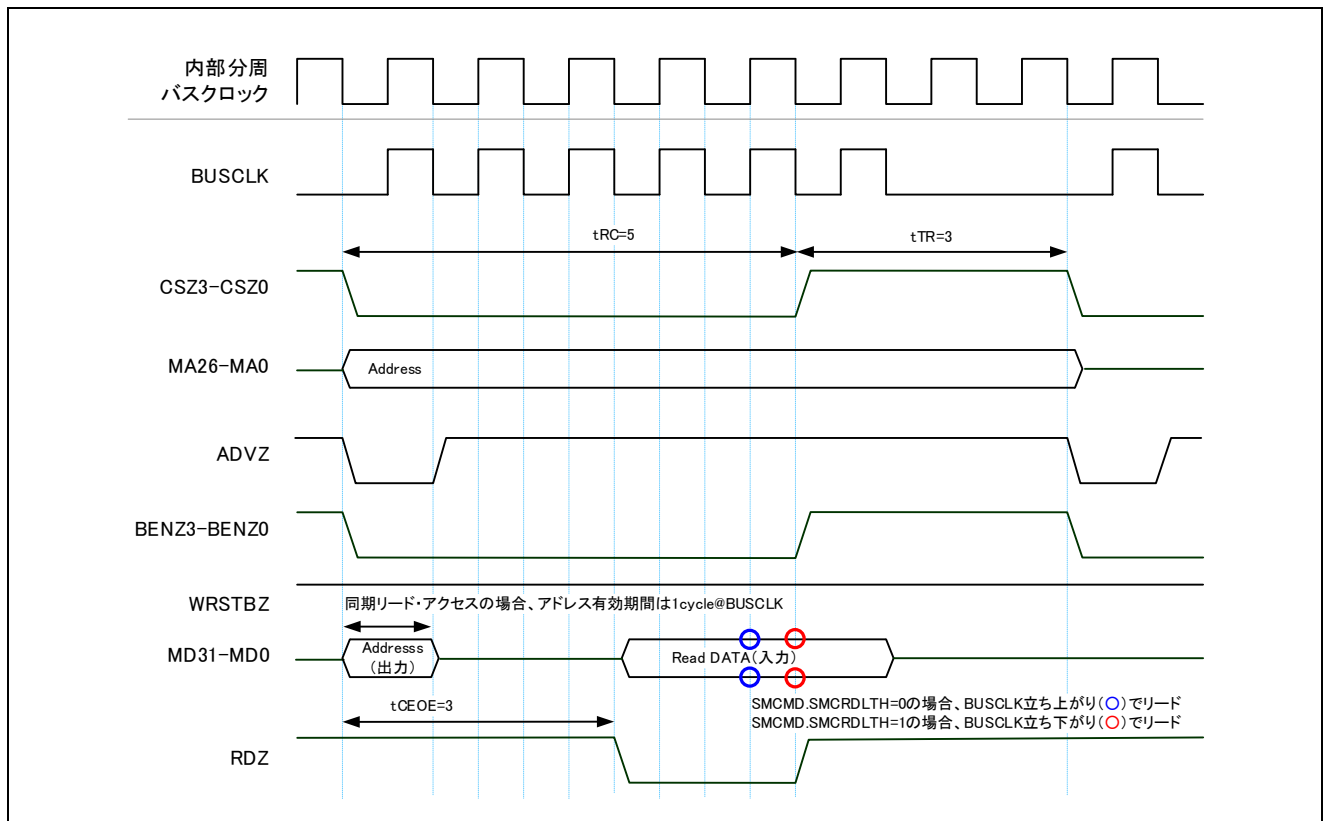 内部分周
バスクロック
BUSCLK
tRC=5
tTR=3
CSZ3-CSZ0
MA26-MA0
Address
ADVZ
BENZ3-BENZ0
WRSTBZ
同期リード・アクセスの場合、アドレス有効期間は1cycle@BUSCLK
MD31-MD0
Addresss
(出力)
Read DATA(入力)
SMCMD.SMCRDLTH=0の場合、BUSCLK立ち上がり(○)でリード
SMCMD.SMCRDLTH=1の場合、BUSCLK立ち下がり(○)でリード
tCEOE=3
RDZ